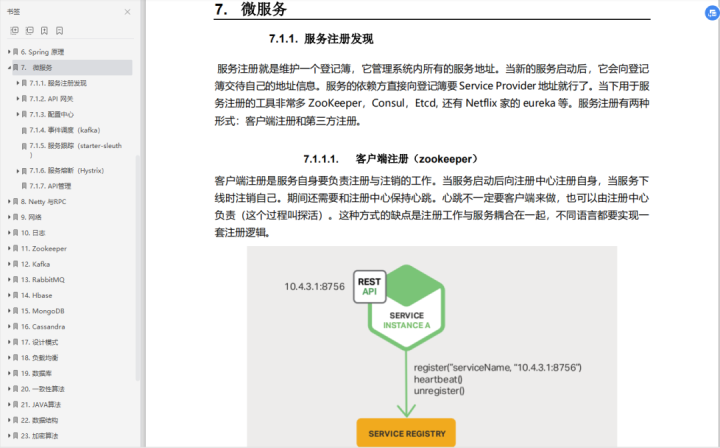 书签
6. Spring 原理
7. 微服务
7.1.1. 服务注册发现
7.1.2. API 网关
7.1.3. 配置中心
7.1.4. 事件调度（kafka）
7.1.5. 服务跟踪（starter-sleuth
）
7.1.6. 服务熔断（Hystrix）
7.1.7. API管理
8. Netty 与RPC
9. 网络
10. 日志
11. Zookeeper
12. Kafka
13. RabbitMQ
14. Hbase
15. MongoDB
16. Cassandra
17. 设计模式
18. 负载均衡
19. 数据库
20. 一致性算法
21. JAVA算法
22. 数据结构
23. 加密算法
7. 微服务
7.1.1. 服务注册发现
服务注册就是维护一个登记簿，它管理系统内所有的服务地址。当新的服务启动后，它会向登记
簿交待自己的地址信息。服务的依赖方直接向登记簿要 Service Provider 地址就行了。当下用于服
务注册的工具非常多 ZooKeeper，Consul，Etcd, 还有 Netflix 家的 eureka 等。服务注册有两种
形式：客户端注册和第三方注册。
7.1.1.1. 客户端注册（zookeeper）
客户端注册是服务自身要负责注册与注销的工作。当服务启动后向注册中心注册自身，当服务下
线时注销自己。期间还需要和注册中心保持心跳。心跳不一定要客户端来做，也可以由注册中心
负责（这个过程叫探活）。这种方式的缺点是注册工作与服务耦合在一起，不同语言都要实现一
套注册逻辑。
10.4.3.1:8756
REST
API
SERVICE
INSTANCE A
register("serviceName, "10.4.3.1:8756")
heartbeat()
unregister()
SERVICE REGISTRY